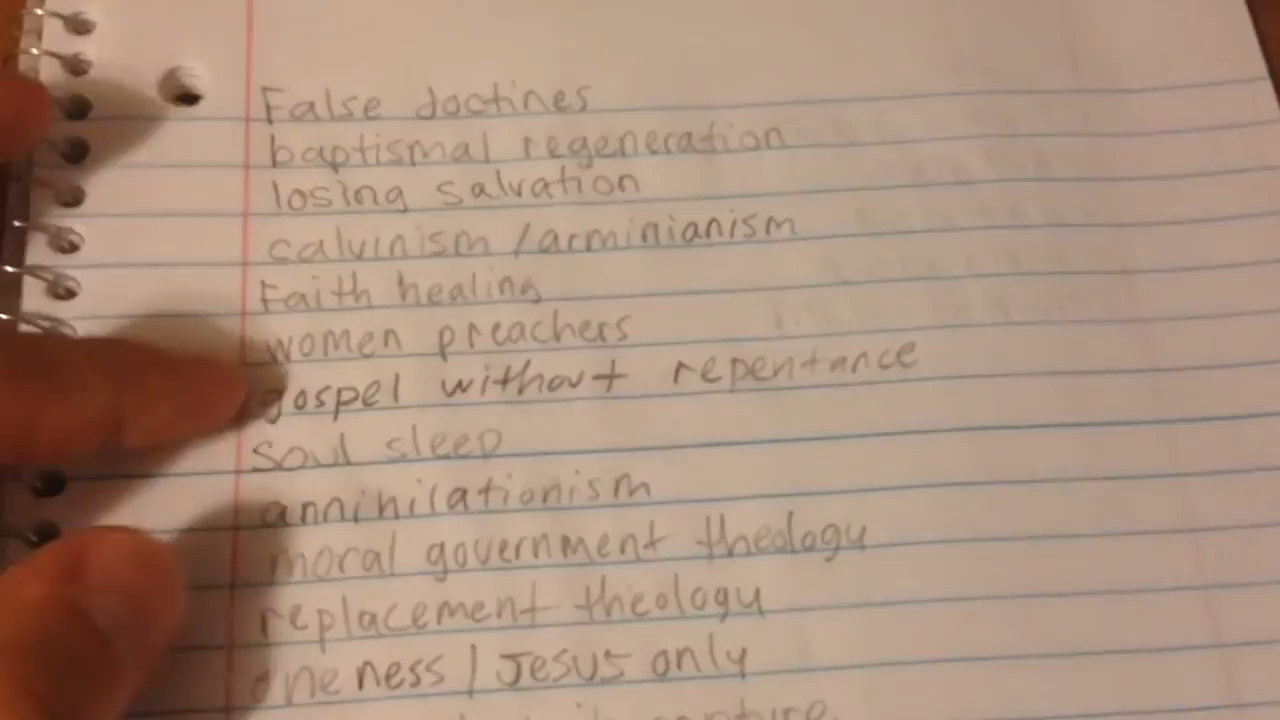 False doctines
baptismal regeneration
losing salvation
calvinism / arminianism
Faith healing
women preachers
gospel without repentance
soul sleep
annihilationism
moral government theology
replacement theology
oneness / Jesus only